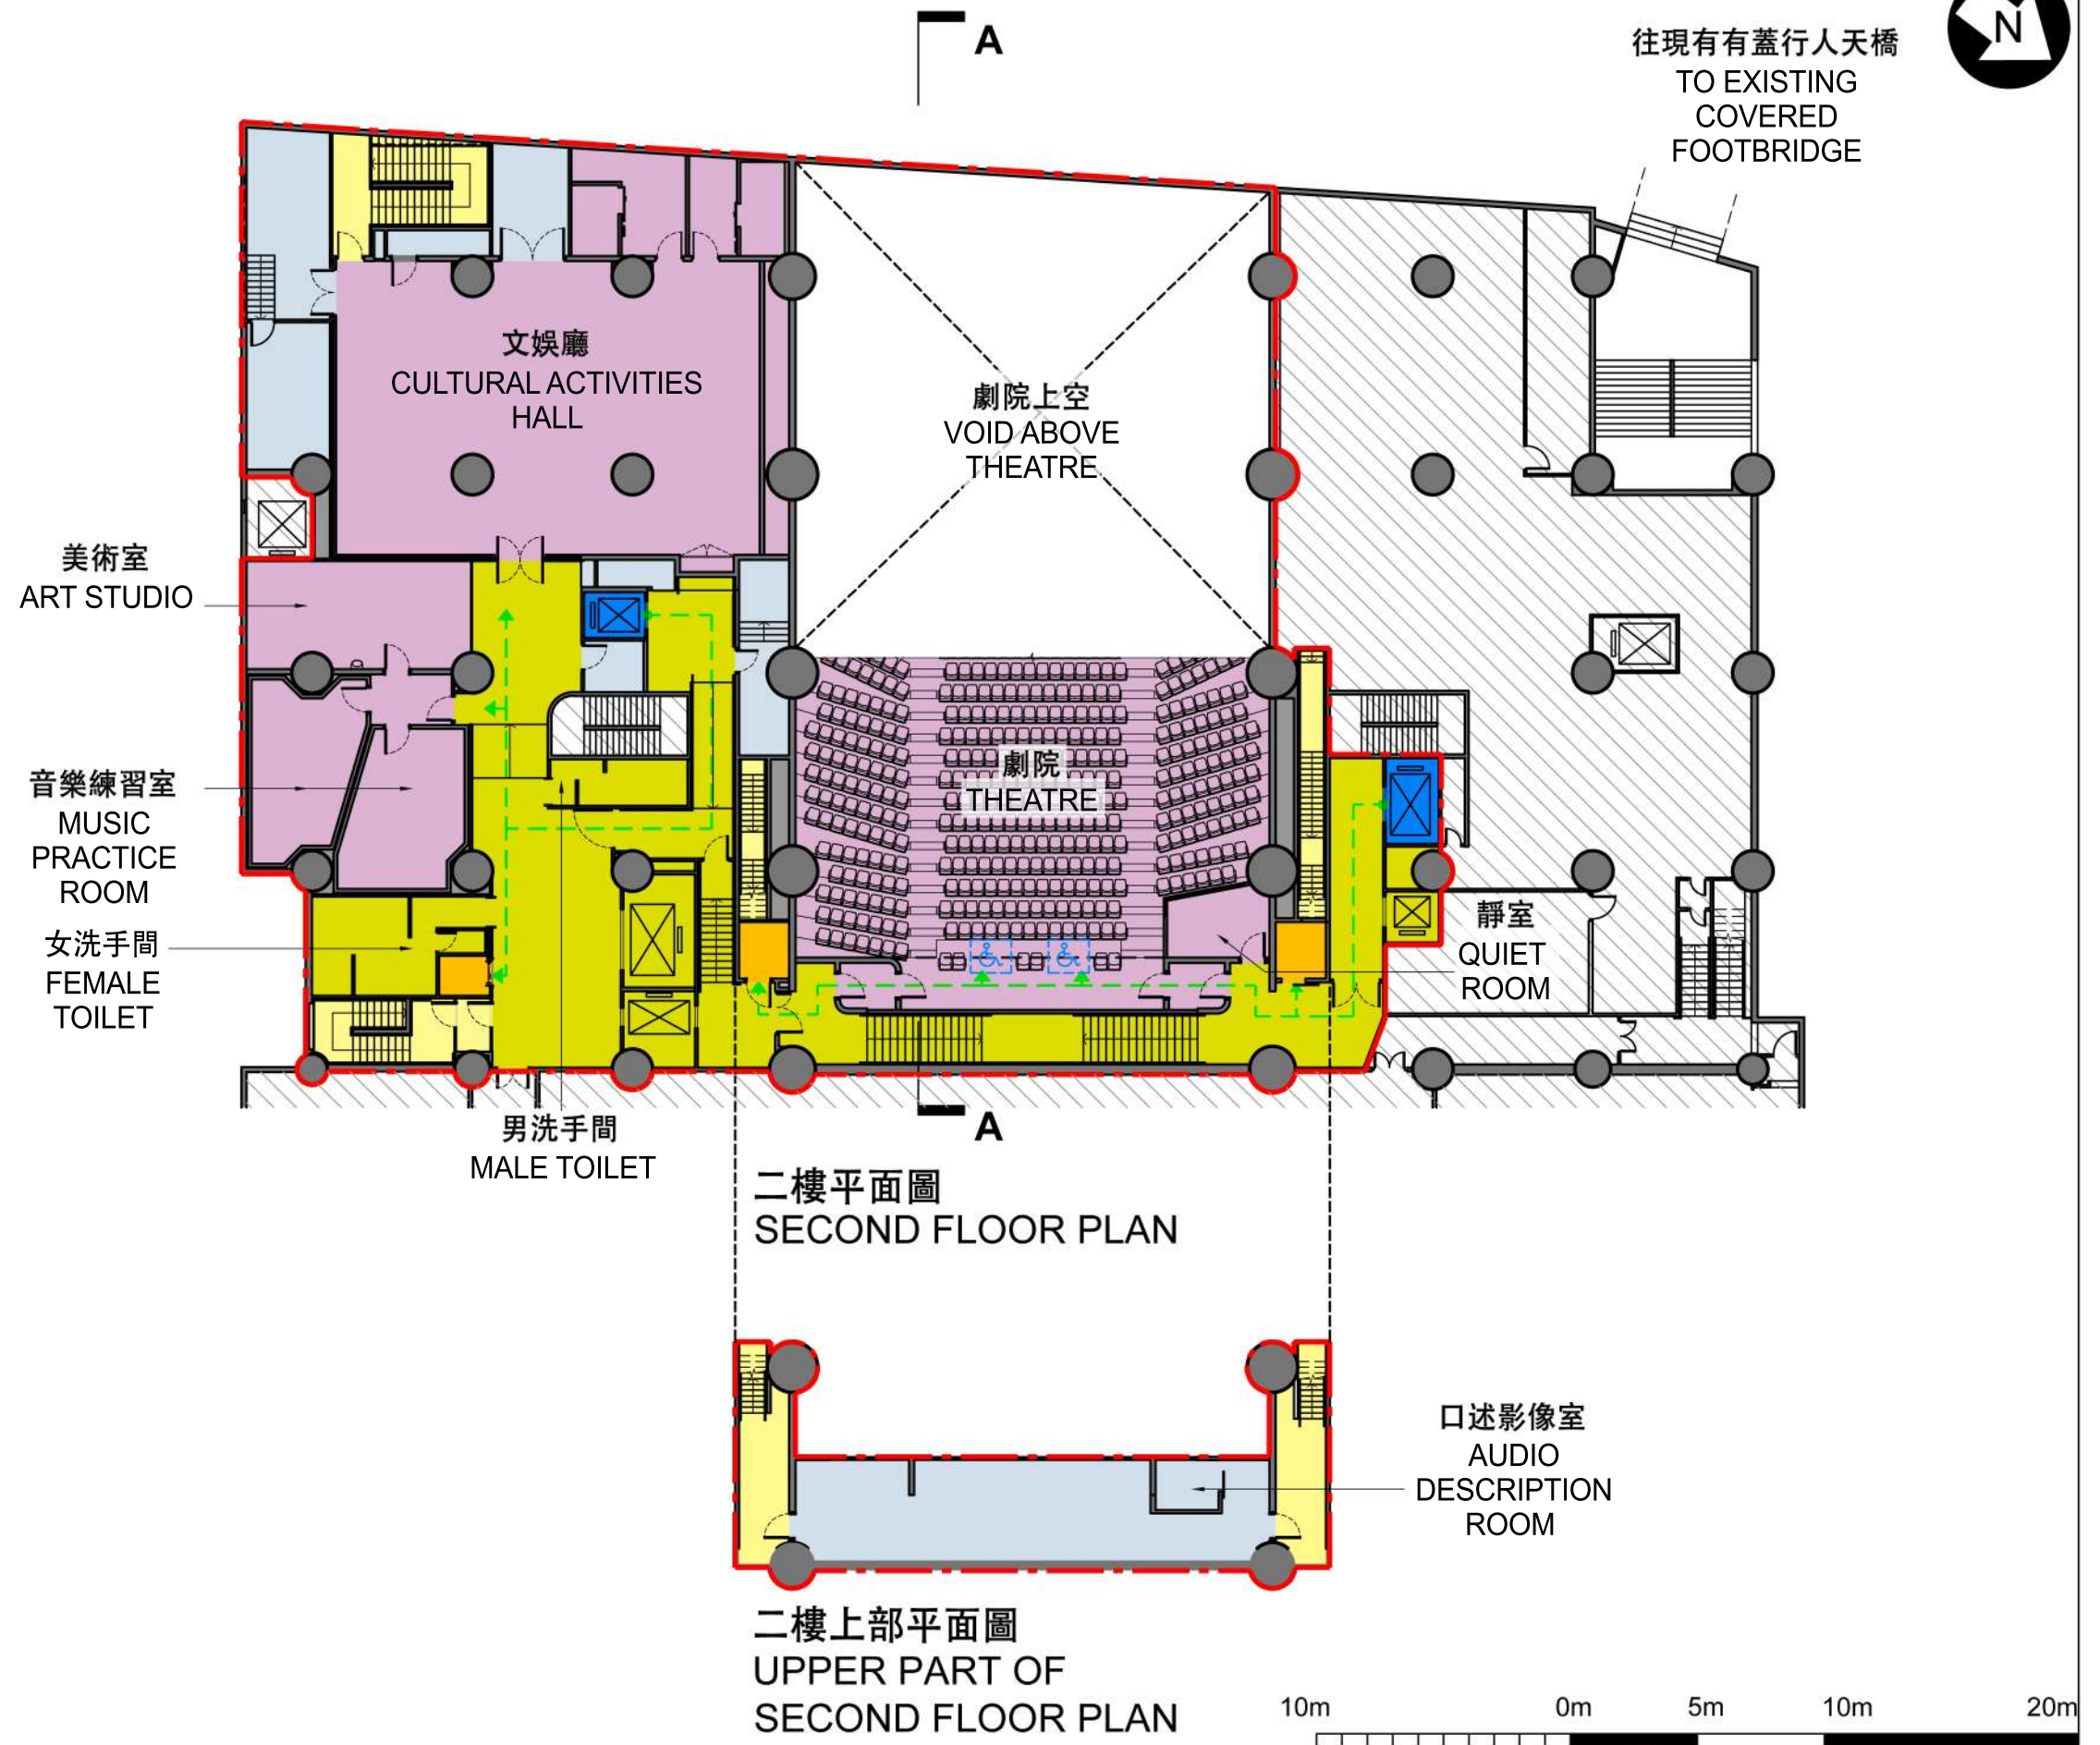 A
往現有有蓋行人天橋
TO EXISTING
COVERED
FOOTBRIDGE
N
文娛廳
CULTURAL ACTIVITIES
HALL
劇院上空
VOID ABOVE
THEATRE
美術室
ART STUDIO
劇院
THEATRE
音樂練習室
MUSIC
PRACTICE
ROOM
女洗手間
FEMALE
TOILET
靜室
QUIET
ROOM
男洗手間
MALE TOILET
A
二樓平面圖
SECOND FLOOR PLAN
口述影像室
AUDIO
DESCRIPTION
ROOM
二樓上部平面圖
UPPER PART OF
SECOND FLOOR PLAN
10m 0m 5m 10m 20m